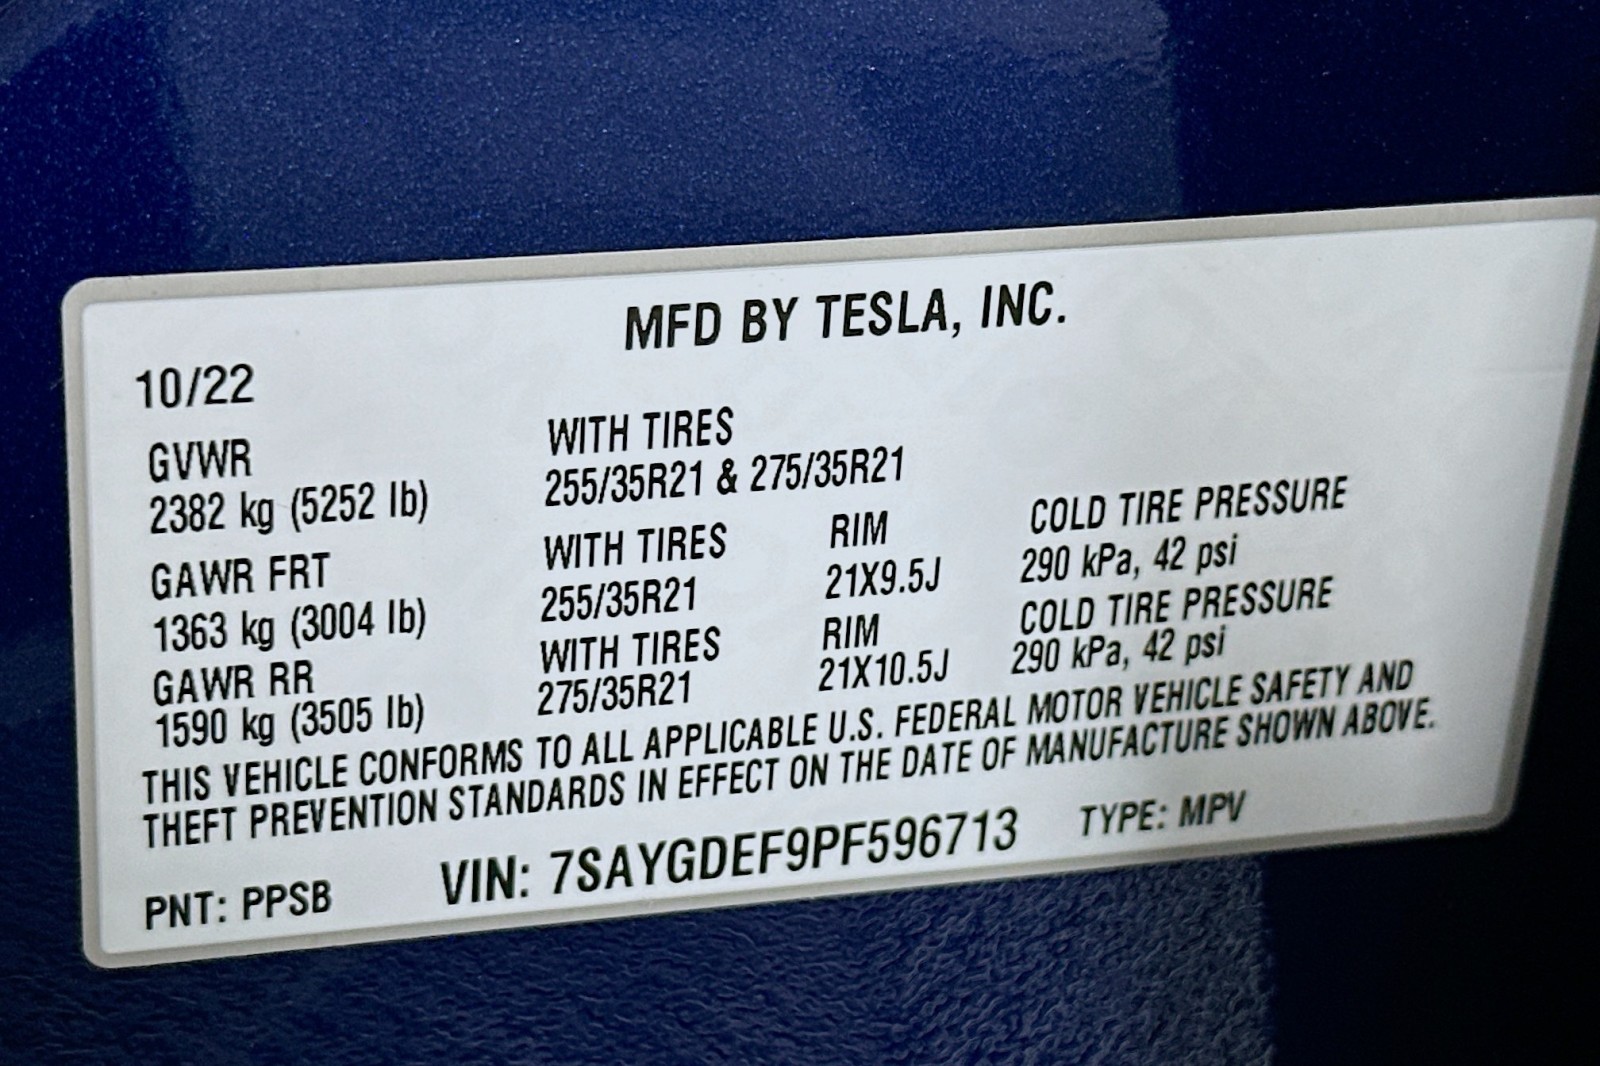 MFD BY TESLA, INC.
10/22
GVWR WITH TIRES
2382 kg (5252 lb) 255/35R21 & 275/35R21
GAWR FRT WITH TIRES RIM COLD TIRE PRESSURE
1363 kg (3004 lb) 255/35R21 21X9.5J 290 kPa, 42 psi
GAWR RR WITH TIRES RIM COLD TIRE PRESSURE
1590 kg (3505 lb) 275/35R21 21X10.5J 290 kPa, 42 psi
THIS VEHICLE CONFORMS TO ALL APPLICABLE U.S. FEDERAL MOTOR VEHICLE SAFETY AND
THEFT PREVENTION STANDARDS IN EFFECT ON THE DATE OF MANUFACTURE SHOWN ABOVE.
PNT: PPSB VIN: 7SAYGDEF9PF596713 TYPE: MPV